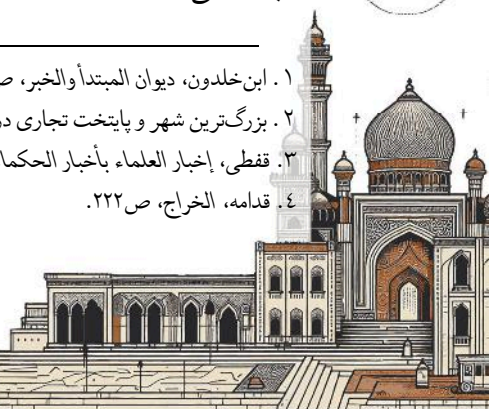 ۱. ابن‌خلدون، دیوان المبتدأ والخبر، ص
۲. بزرگ‌ترین شهر و پایتخت تجاری در
۳. قفطی، إخبار العلماء بأخبار الحکما
٤. قدامه، الخراج، ص۲۲۲.